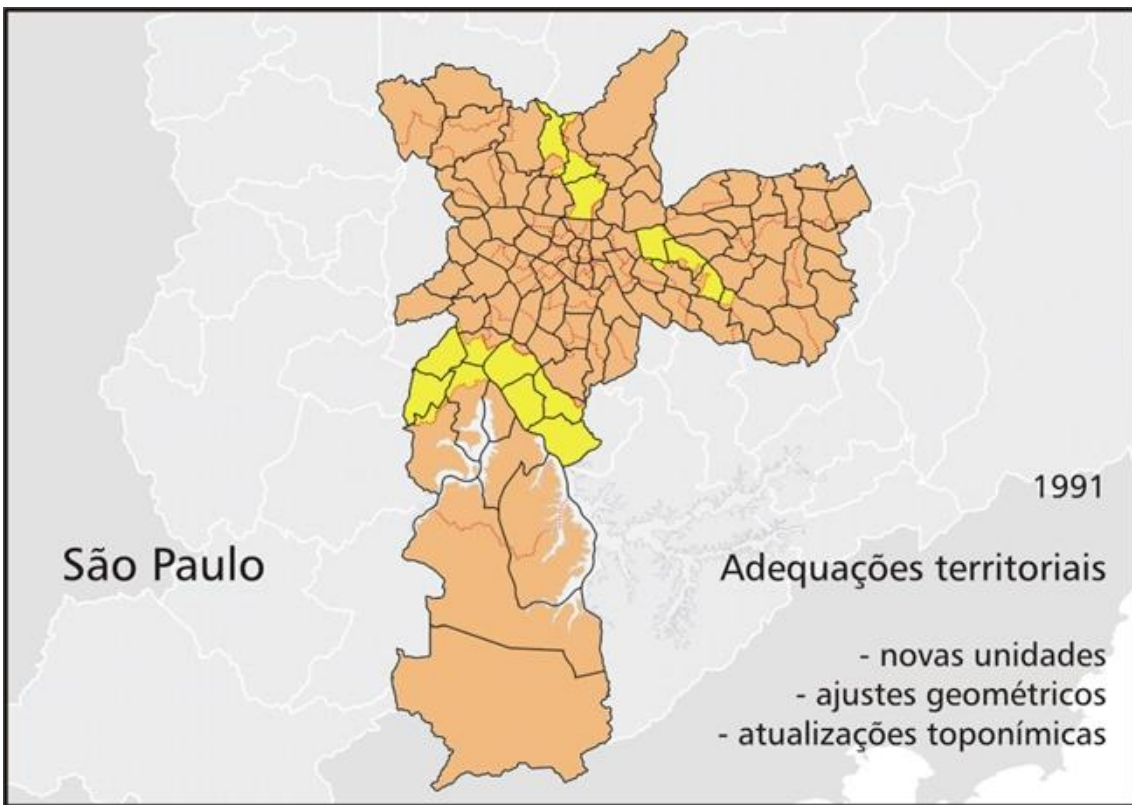 1991
São Paulo
Adequações territoriais
- novas unidades
- ajustes geométricos
- atualizações toponímicas